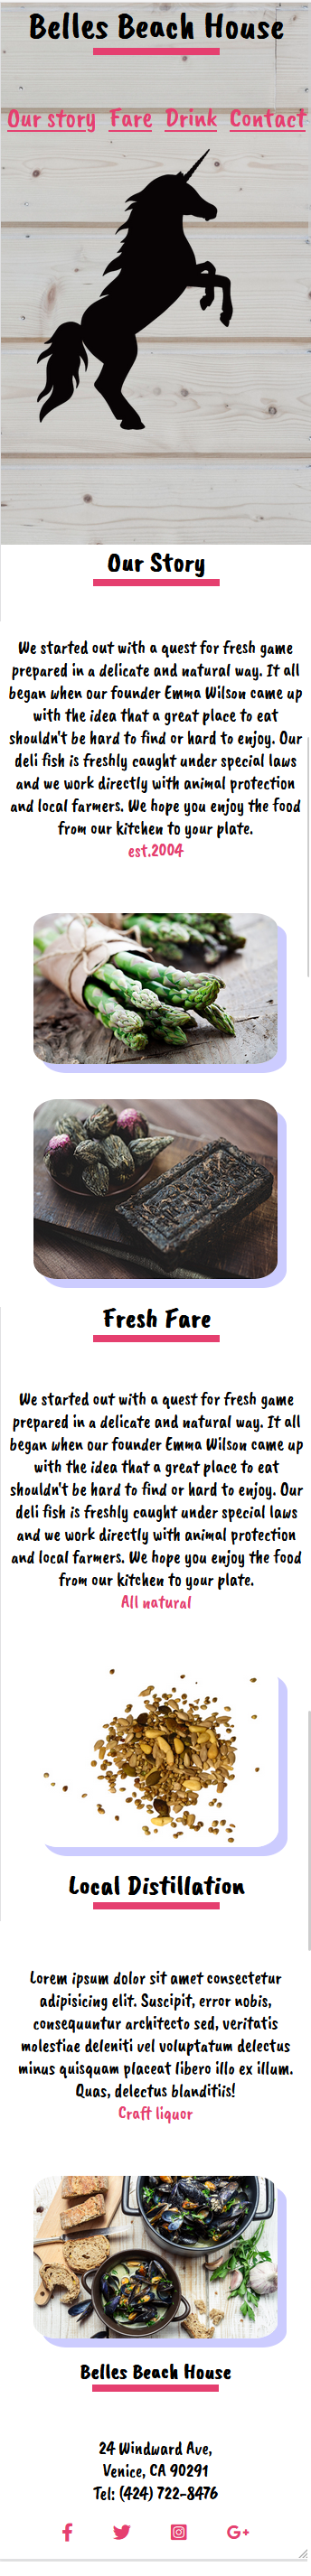 Belles Beach House
Our story Fare Drink Contact
Our Story
We started out with a quest for fresh game
prepared in a delicate and natural way. It all
began when our founder Emma Wilson came up
with the idea that a great place to eat
shouldn't be hard to find or hard to enjoy. Our
deli fish is freshly caught under special laws
and we work directly with animal protection
and local farmers. We hope you enjoy the food
from our kitchen to your plate.
est.2004
Fresh Fare
We started out with a quest for fresh game
prepared in a delicate and natural way. It all
began when our founder Emma Wilson came up
with the idea that a great place to eat
shouldn't be hard to find or hard to enjoy. Our
deli fish is freshly caught under special laws
and we work directly with animal protection
and local farmers. We hope you enjoy the food
from our kitchen to your plate.
All natural
Local Distillation
Lorem ipsum dolor sit amet consectetur
adipisicing elit. Suscipit, error nobis,
consequuntur architecto sed, veritatis
molestiae deleniti vel voluptatum delectus
minus quisquam placeat libero illo ex illum.
Quas, delectus blanditiis!
Craft liquor
Belles Beach House
24 Windward Ave,
Venice, CA 90291
Tel: (424) 722-8476